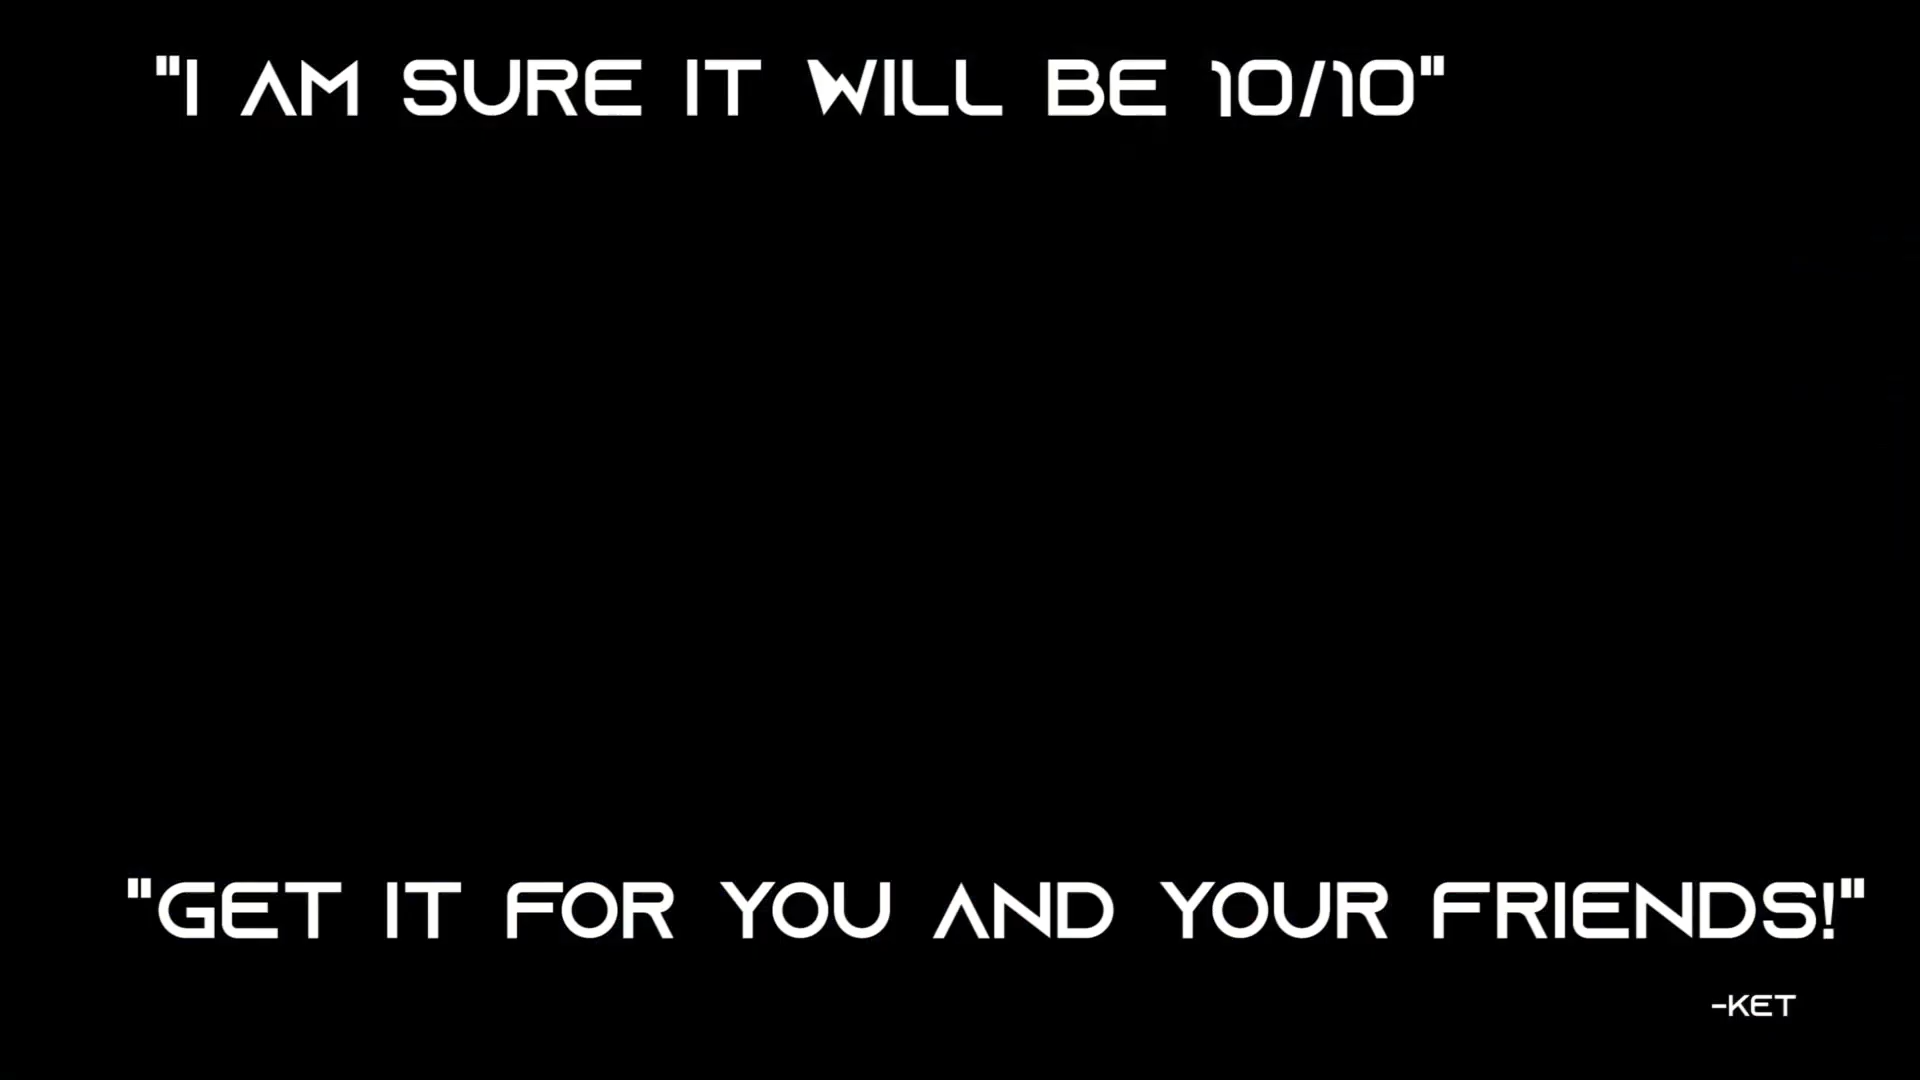 "I AM SURE IT WILL BE 10/10"
"GET IT FOR YOU AND YOUR FRIENDS!"
-KET